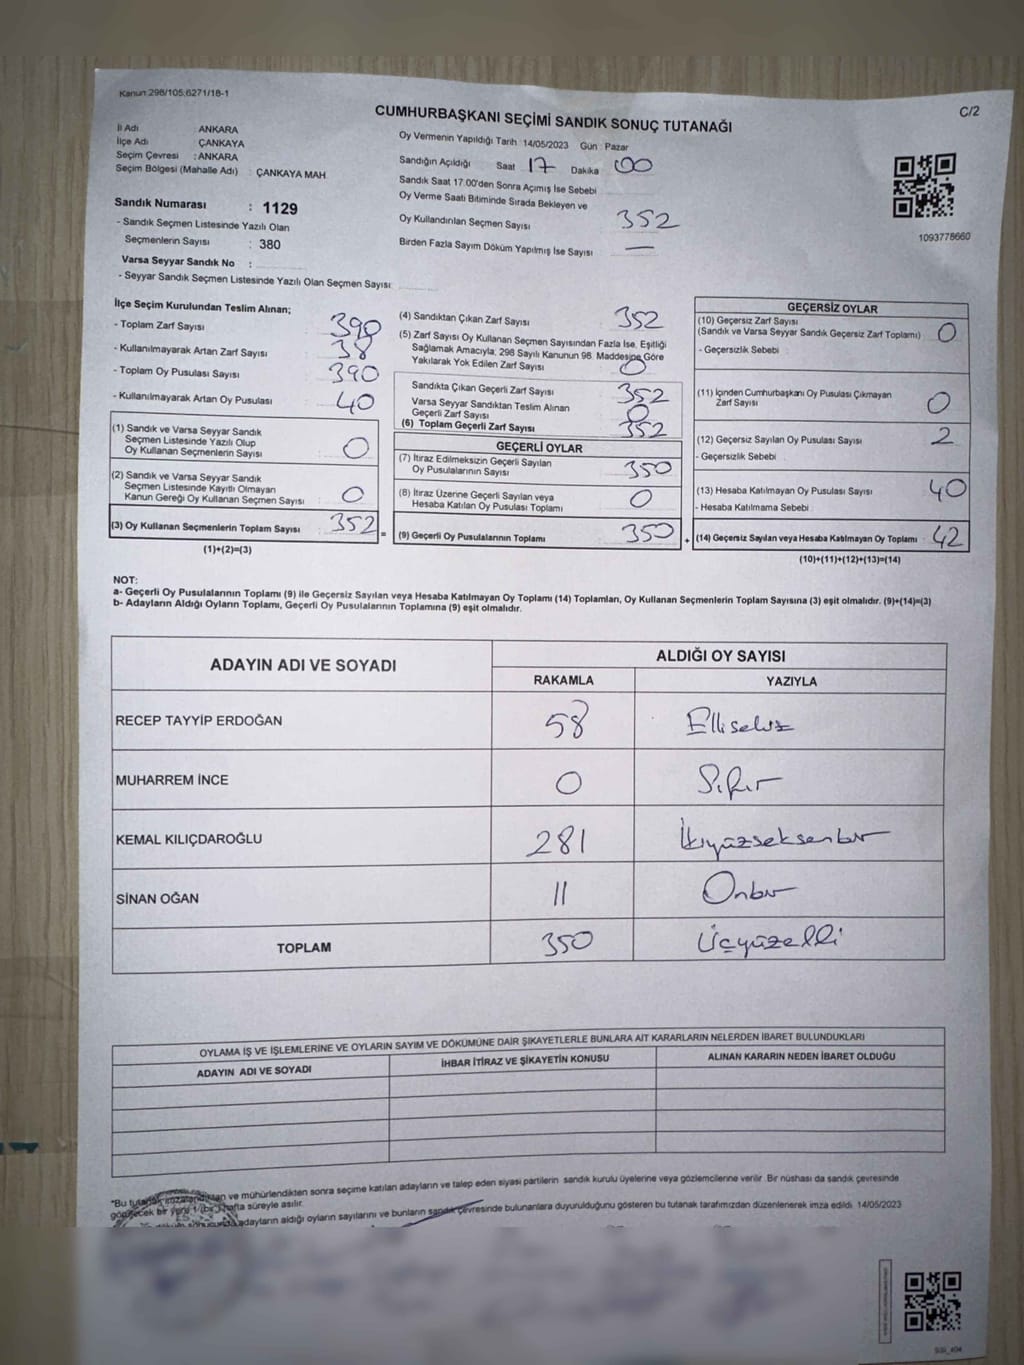 Kanun 298/105,6271/18-1
C/2
CUMHURBAŞKANI SEÇİMİ SANDIK SONUÇ TUTANAĞI
İl Adı ANKARA
İlçe Adı ÇANKAYA
Seçim Çevresi : ANKARA
Seçim Bölgesi (Mahalle Adı) : ÇANKAYA MAH
Sandık Numarası : 1129
- Sandık Seçmen Listesinde Yazılı Olan
Seçmenlerin Sayısı : 380
Varsa Seyyar Sandık No :
- Seyyar Sandık Seçmen Listesinde Yazılı Olan Seçmen Sayısı:
Oy Vermenin Yapıldığı Tarih : 14/05/2023 Gün : Pazar
Sandığın Açıldığı Saat 17 Dakika 00
Sandık Saat 17:00'den Sonra Açımış İse Sebebi
Oy Verme Saati Bitiminde Sırada Bekleyen ve
Oy Kullandırılan Seçmen Sayısı 352
Birden Fazla Sayım Döküm Yapılmış İse Sayısı —
1093778660
İlçe Seçim Kurulundan Teslim Alınan;
- Toplam Zarf Sayısı 390
- Kullanılmayarak Artan Zarf Sayısı 38
- Toplam Oy Pusulası Sayısı 390
- Kullanılmayarak Artan Oy Pusulası 40
(1) Sandık ve Varsa Seyyar Sandık
Seçmen Listesinde Yazılı Olup
Oy Kullanan Seçmenlerin Sayısı 0
(2) Sandık ve Varsa Seyyar Sandık
Seçmen Listesinde Kayıtlı Olmayan
Kanun Gereği Oy Kullanan Seçmen Sayısı 0
(3) Oy Kullanan Seçmenlerin Toplam Sayısı 352 =
(1)+(2)=(3)
(4) Sandıktan Çıkan Zarf Sayısı 352
(5) Zarf Sayısı Oy Kullanan Seçmen Sayısından Fazla İse, Eşitliği
Sağlamak Amacıyla, 298 Sayılı Kanunun 98. Maddesine Göre
Yakılarak Yok Edilen Zarf Sayısı 0
Sandıkta Çıkan Geçerli Zarf Sayısı 352
Varsa Seyyar Sandıktan Teslim Alınan
Geçerli Zarf Sayısı 0
(6) Toplam Geçerli Zarf Sayısı 352
GEÇERLİ OYLAR
(7) İtiraz Edilmeksizin Geçerli Sayılan
Oy Pusulalarının Sayısı 350
(8) İtiraz Üzerine Geçerli Sayılan veya
Hesaba Katılan Oy Pusulası Toplamı 0
(9) Geçerli Oy Pusulalarının Toplamı 350 +
GEÇERSİZ OYLAR
(10) Geçersiz Zarf Sayısı
(Sandık ve Varsa Seyyar Sandık Geçersiz Zarf Toplamı) 0
- Geçersizlik Sebebi
(11) İçinden Cumhurbaşkanı Oy Pusulası Çıkmayan
Zarf Sayısı 0
(12) Geçersiz Sayılan Oy Pusulası Sayısı 2
- Geçersizlik Sebebi
(13) Hesaba Katılmayan Oy Pusulası Sayısı 40
- Hesaba Katılmama Sebebi
(14) Geçersiz Sayılan veya Hesaba Katılmayan Oy Toplamı 42
(10)+(11)+(12)+(13)=(14)
NOT:
a- Geçerli Oy Pusulalarının Toplamı (9) ile Geçersiz Sayılan veya Hesaba Katılmayan Oy Toplamı (14) Toplamları, Oy Kullanan Seçmenlerin Toplam Sayısına (3) eşit olmalıdır. (9)+(14)=(3)
b- Adayların Aldığı Oyların Toplamı, Geçerli Oy Pusulalarının Toplamına (9) eşit olmalıdır.
ADAYIN ADI VE SOYADI
ALDIĞI OY SAYISI
RAKAMLA YAZIYLA
RECEP TAYYİP ERDOĞAN 58 Ellisekiz
MUHARREM İNCE 0 Sıfır
KEMAL KILIÇDAROĞLU 281 İkiyüzseksenbir
SİNAN OĞAN 11 Onbir
TOPLAM 350 Üçyüzelli
OYLAMA İŞ VE İŞLEMLERİNE VE OYLARIN SAYIM VE DÖKÜMÜNE DAİR ŞİKAYETLERLE BUNLARA AİT KARARLARIN NELERDEN İBARET BULUNDUKLARI
ADAYIN ADI VE SOYADI İHBAR İTİRAZ VE ŞİKAYETİN KONUSU ALINAN KARARIN NEDEN İBARET OLDUĞU
*Bu tutanak imzalandıktan ve mühürlendikten sonra seçime katılan adayların ve talep eden siyasi partilerin sandık kurulu üyelerine veya gözlemcilerine verilir. Bir nüshası da sandık çevresinde
görülecek bir yere 1 (bir) hafta süreyle asılır.
adayların aldığı oyların sayılarını ve bunların sandık çevresinde bulunanlara duyurulduğunu gösteren bu tutanak tarafımızdan düzenlenerek imza edildi. 14/05/2023